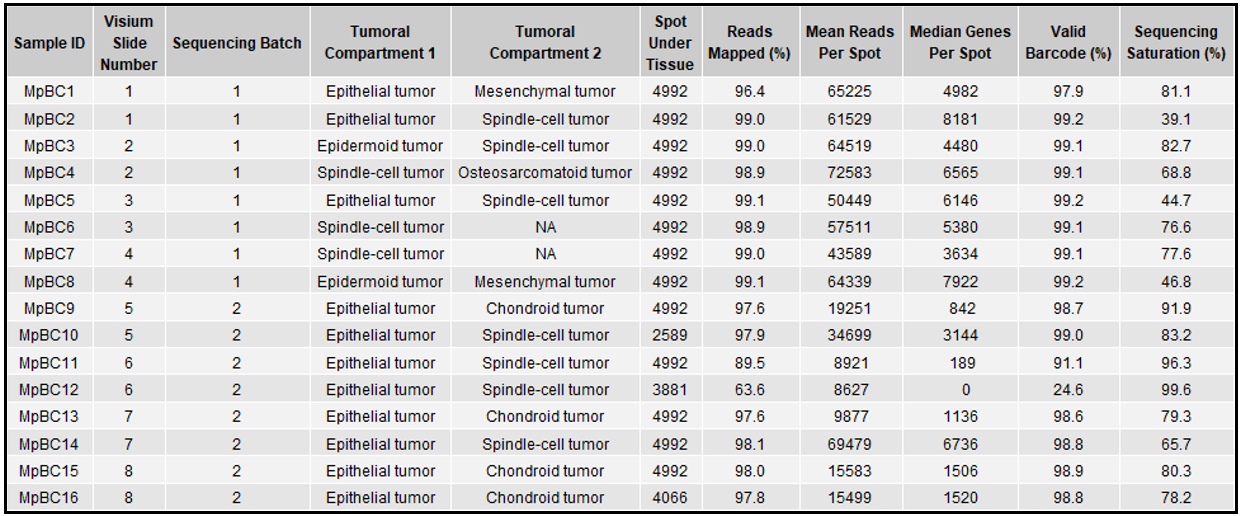 Sample ID Visium Slide Number Sequencing Batch Tumoral Compartment 1 Tumoral Compartment 2 Spot Under Tissue Reads Mapped (%) Mean Reads Per Spot Median Genes Per Spot Valid Barcode (%) Sequencing Saturation (%)
MpBC1 1 1 Epithelial tumor Mesenchymal tumor 4992 96.4 65225 4982 97.9 81.1
MpBC2 1 1 Epithelial tumor Spindle-cell tumor 4992 99.0 61529 8181 99.2 39.1
MpBC3 2 1 Epidermoid tumor Spindle-cell tumor 4992 99.0 64519 4480 99.1 82.7
MpBC4 2 1 Spindle-cell tumor Osteosarcomatoid tumor 4992 98.9 72583 6565 99.1 68.8
MpBC5 3 1 Epithelial tumor Spindle-cell tumor 4992 99.1 50449 6146 99.2 44.7
MpBC6 3 1 Spindle-cell tumor NA 4992 98.9 57511 5380 99.1 76.6
MpBC7 4 1 Spindle-cell tumor NA 4992 99.0 43589 3634 99.1 77.6
MpBC8 4 1 Epidermoid tumor Mesenchymal tumor 4992 99.1 64339 7922 99.2 46.8
MpBC9 5 2 Epithelial tumor Chondroid tumor 4992 97.6 19251 842 98.7 91.9
MpBC10 5 2 Epithelial tumor Spindle-cell tumor 2589 97.9 34699 3144 99.0 83.2
MpBC11 6 2 Epithelial tumor Spindle-cell tumor 4992 89.5 8921 189 91.1 96.3
MpBC12 6 2 Epithelial tumor Spindle-cell tumor 3881 63.6 8627 0 24.6 99.6
MpBC13 7 2 Epithelial tumor Chondroid tumor 4992 97.6 9877 1136 98.6 79.3
MpBC14 7 2 Epithelial tumor Spindle-cell tumor 4992 98.1 69479 6736 98.8 65.7
MpBC15 8 2 Epithelial tumor Chondroid tumor 4992 98.0 15583 1506 98.9 80.3
MpBC16 8 2 Epithelial tumor Chondroid tumor 4066 97.8 15499 1520 98.8 78.2